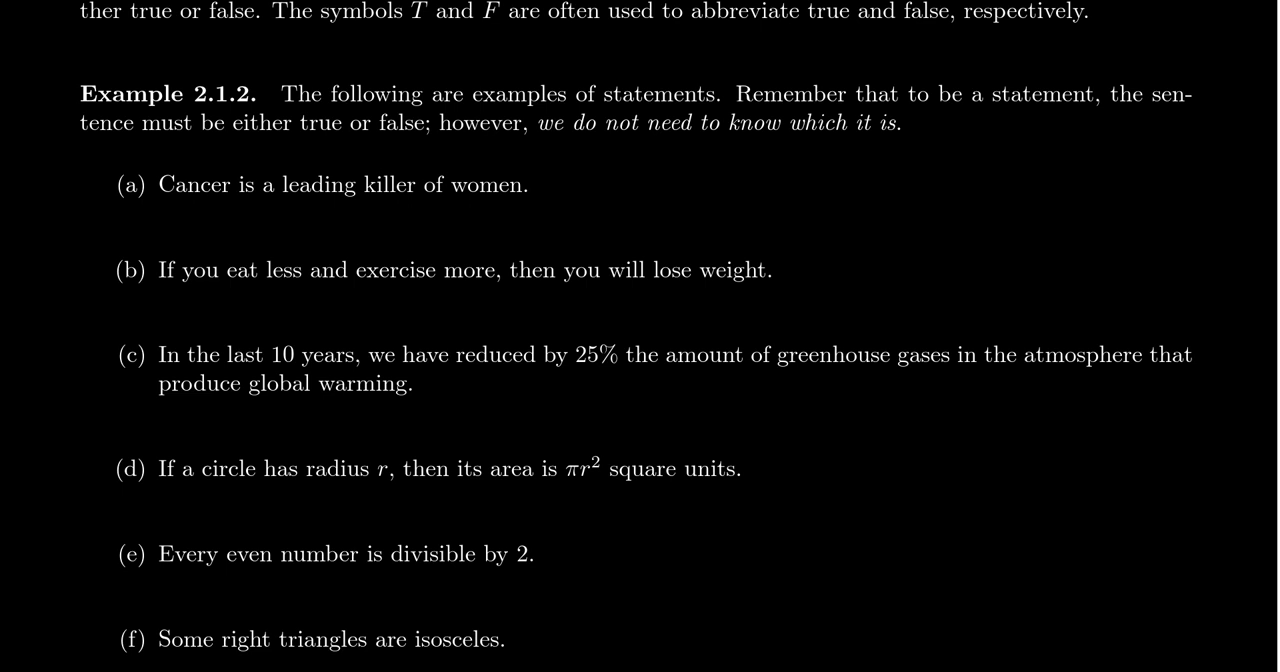 ther true or false. The symbols T and F are often used to abbreviate true and false, respectively.
Example 2.1.2. The following are examples of statements. Remember that to be a statement, the sen-
tence must be either true or false; however, we do not need to know which it is.
(a) Cancer is a leading killer of women.
(b) If you eat less and exercise more, then you will lose weight.
(c) In the last 10 years, we have reduced by 25% the amount of greenhouse gases in the atmosphere that
produce global warming.
(d) If a circle has radius r, then its area is πr² square units.
(e) Every even number is divisible by 2.
(f) Some right triangles are isosceles.